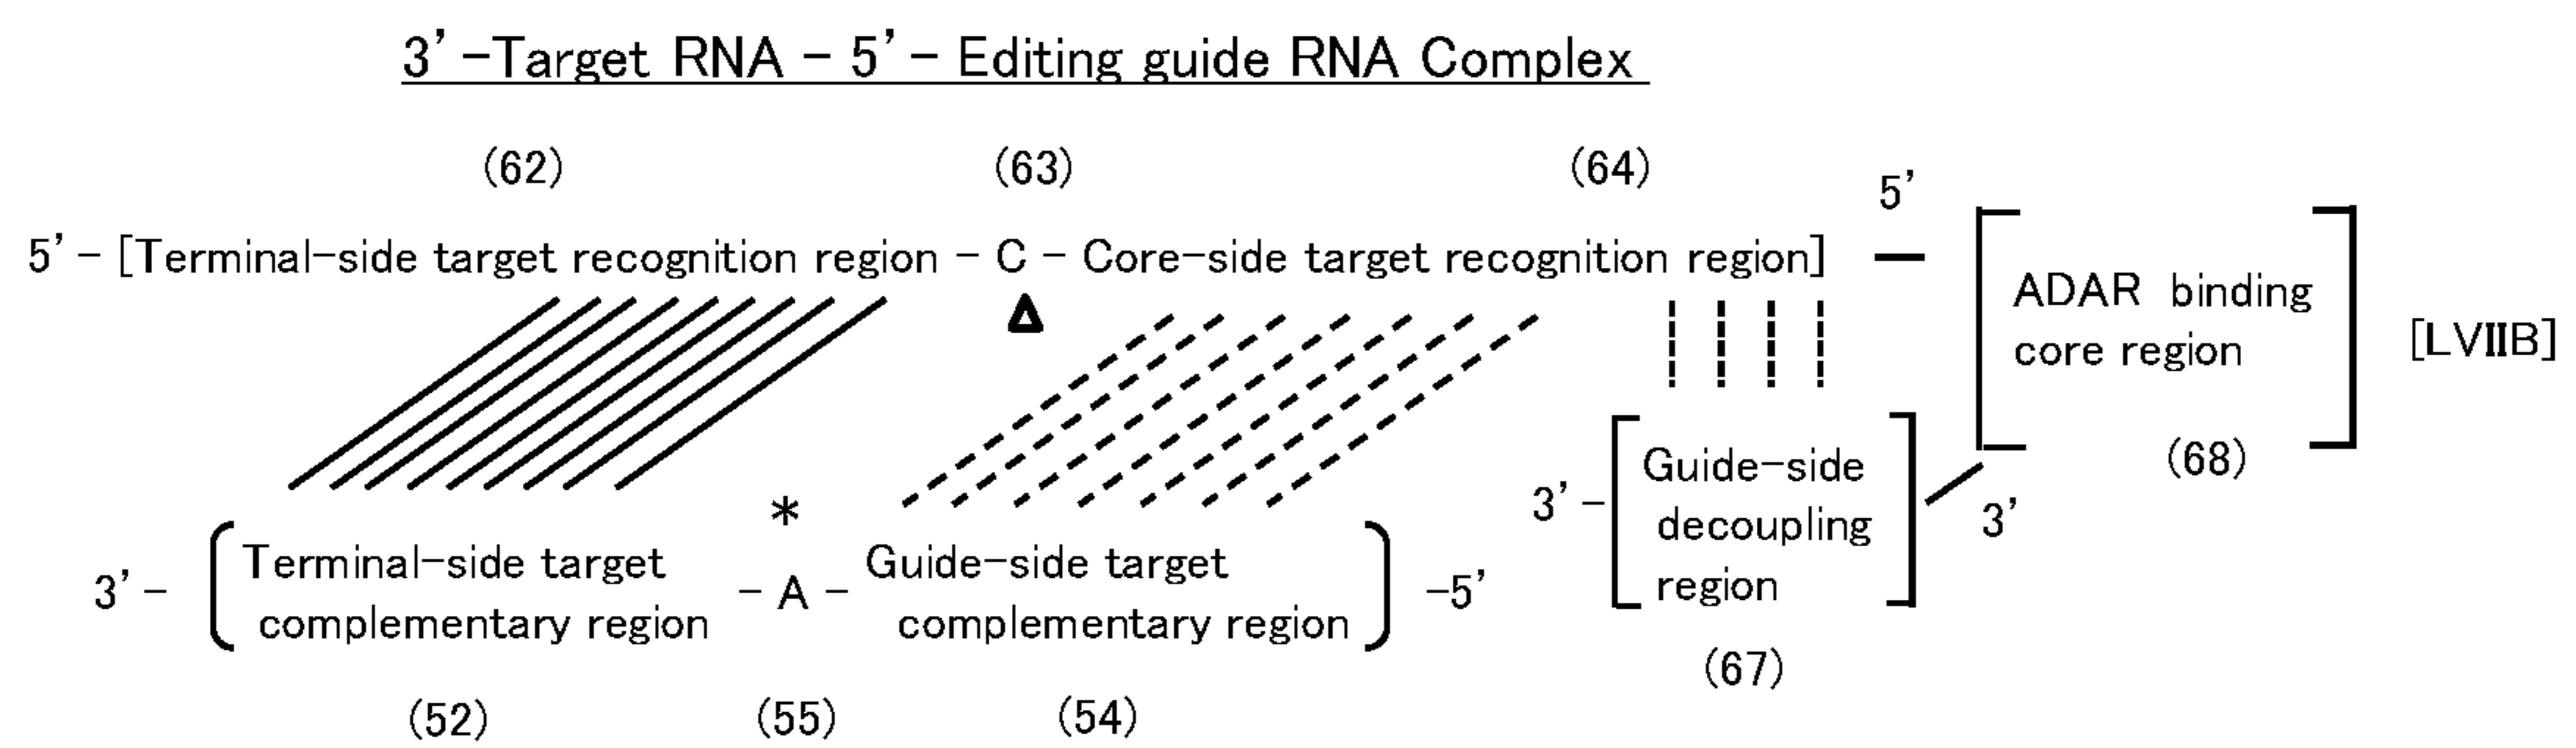 3’-Target RNA - 5’- Editing guide RNA Complex
(62) (63) (64)
5’
5’- [Terminal-side target recognition region - C - Core-side target recognition region] —
ADAR binding
core region
(68)
[LVIIB]
Δ
*
3’-
Terminal-side target
complementary region
- A -
Guide-side target
complementary region
-5’
3’-
Guide-side
decoupling
region
3’
(67)
(52) (55) (54)